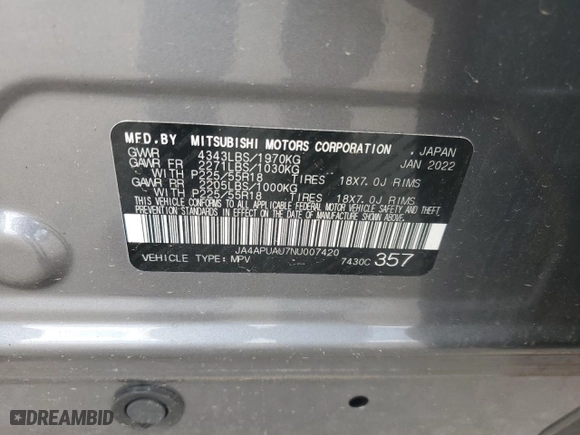 MFD.BY MITSUBISHI MOTORS CORPORATION . JAPAN
GVWR 4343LBS/1970KG JAN 2022
GAWR FR 2271LBS/1030KG
WITH P225/55R18 TIRES 18X7.0J RIMS
GAWR RR 2205LBS/1000KG
WITH P225/55R18 TIRES 18X7.0J RIMS
THIS VEHICLE CONFORMS TO ALL APPLICABLE FEDERAL MOTOR VEHICLE SAFETY, BUMPER, AND THEFT
PREVENTION STANDARDS IN EFFECT ON THE DATE OF MANUFACTURE SHOWN ABOVE.
JA4APUAU7NU007420
VEHICLE TYPE:MPV 7430C 357
DREAMBID